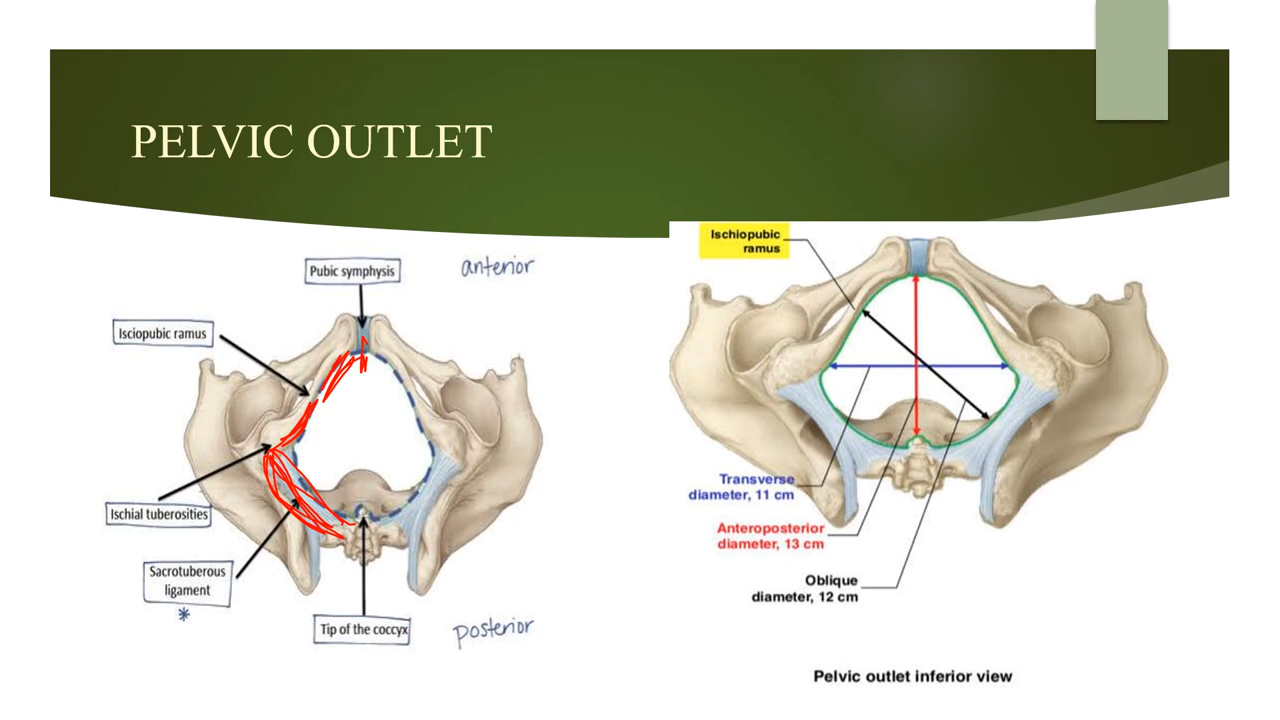 PELVIC OUTLET
Pubic symphysis
anterior
Isciopubic ramus
Ischial tuberosities
Sacrotuberous
ligament
*
Tip of the coccyx
posterior
Ischiopubic
ramus
Transverse
diameter, 11 cm
Anteroposterior
diameter, 13 cm
Oblique
diameter, 12 cm
Pelvic outlet inferior view